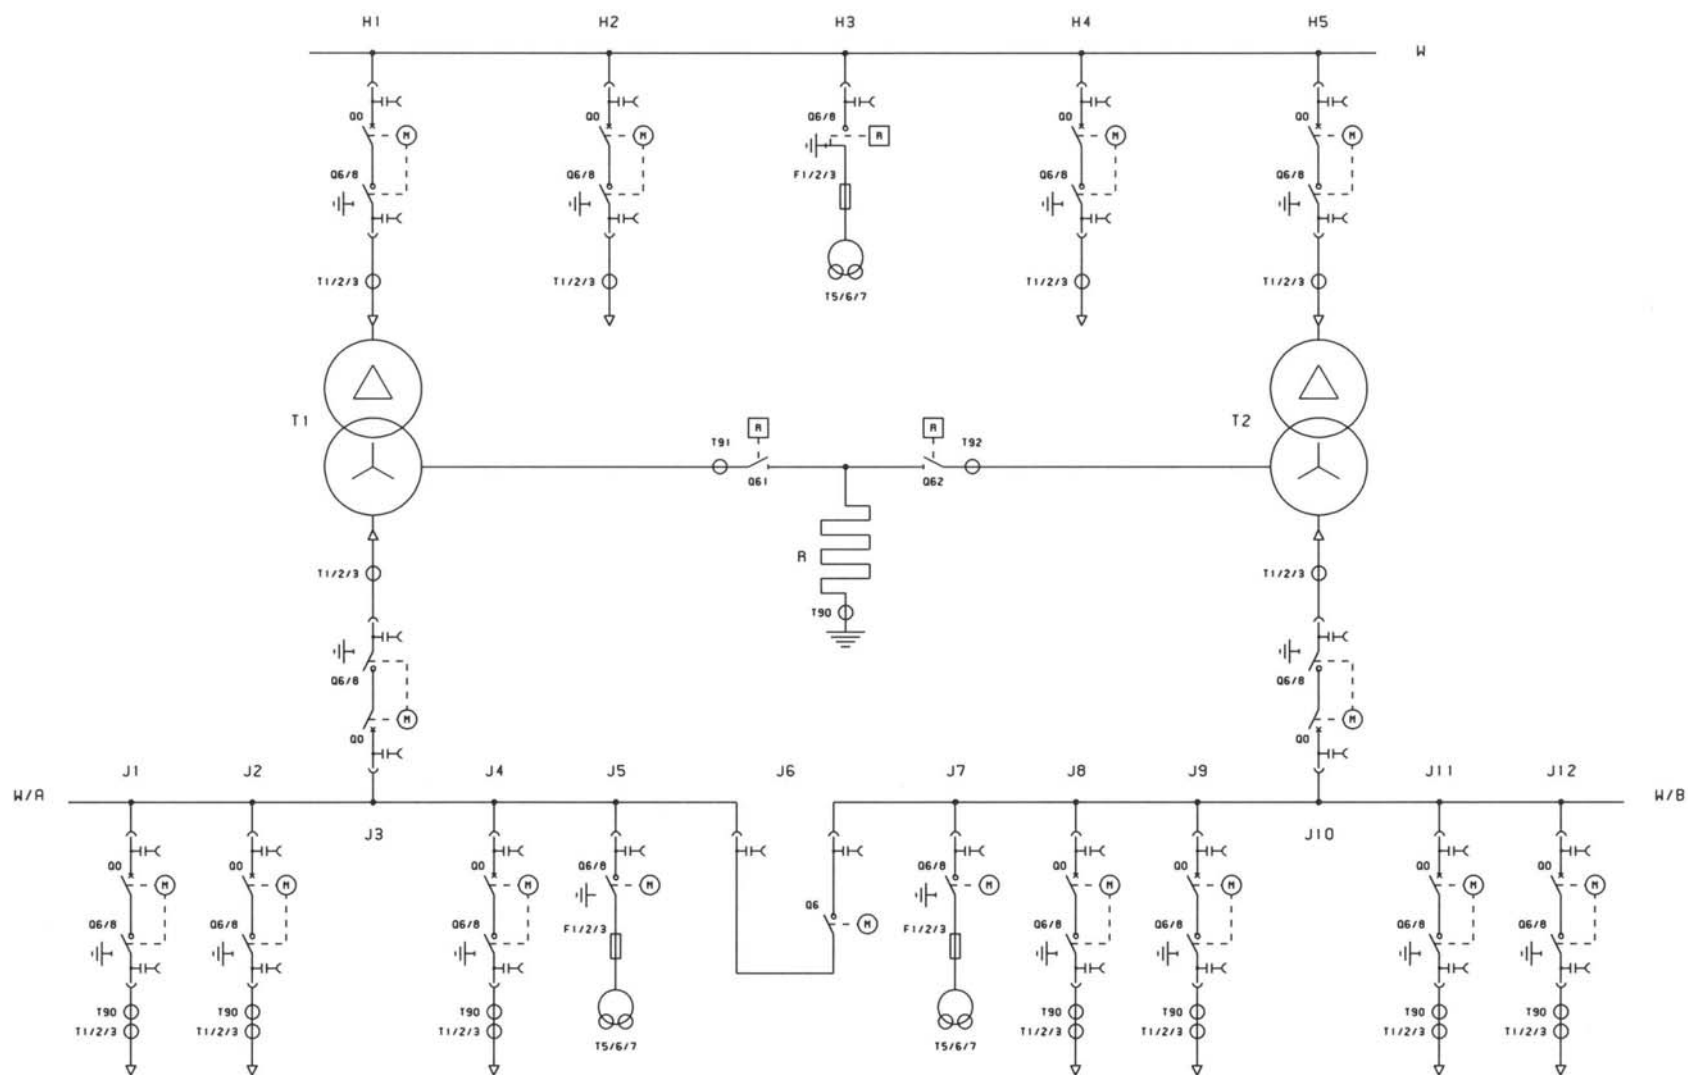 H1 H2 H3 H4 H5
W
Q0 Q0 Q6/8 Q0 Q0
M M R M M
Q6/8 Q6/8 F1/2/3 Q6/8 Q6/8
T1/2/3 T1/2/3 T5/6/7 T1/2/3 T1/2/3
T1 T2
R R
T91 T92
Q61 Q62
R
T1/2/3 T1/2/3
T90
Q6/8 Q6/8
M M
Q0 Q0
J1 J2 J4 J5 J6 J7 J8 J9 J11 J12
W/A W/B
J3 J10
Q0 Q0 Q0 Q6/8 Q6/8 Q0 Q0 Q0 Q0
M M M M M M M M M
Q6
M
Q6/8 Q6/8 Q6/8 F1/2/3 F1/2/3 Q6/8 Q6/8 Q6/8 Q6/8
T90 T90 T90 T90 T90 T90 T90
T1/2/3 T1/2/3 T1/2/3 T5/6/7 T5/6/7 T1/2/3 T1/2/3 T1/2/3 T1/2/3